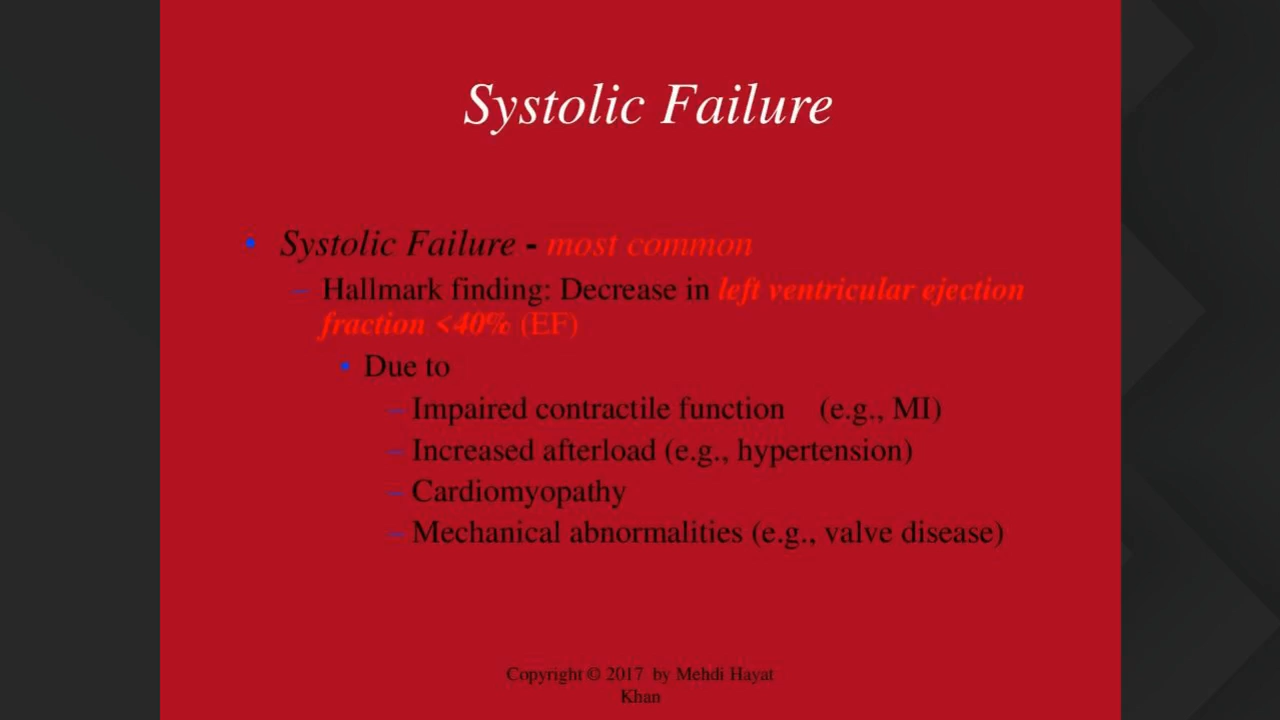 Systolic Failure
• Systolic Failure - most common
– Hallmark finding: Decrease in left ventricular ejection
fraction <40% (EF)
• Due to
– Impaired contractile function (e.g., MI)
– Increased afterload (e.g., hypertension)
– Cardiomyopathy
– Mechanical abnormalities (e.g., valve disease)
Copyright © 2017 by Mehdi Hayat
Khan